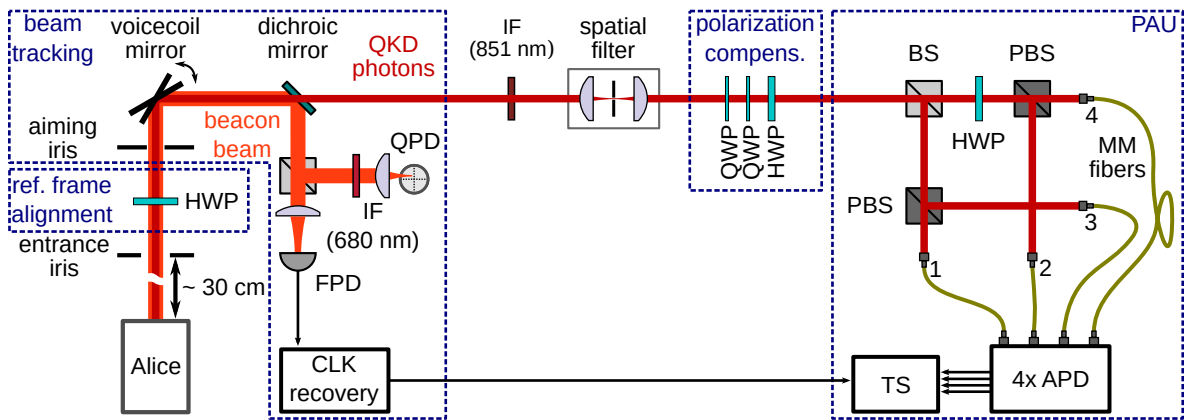 beam
tracking
voicecoil
mirror
dichroic
mirror
QKD
photons
IF
(851 nm)
spatial
filter
polarization
compens.
PAU
BS
PBS
aiming
iris
beacon
beam
QPD
QWP
QWP
HWP
HWP
4
MM
fibers
ref. frame
alignment
HWP
IF
(680 nm)
PBS
3
entrance
iris
~ 30 cm
FPD
1
2
Alice
CLK
recovery
TS
4x APD